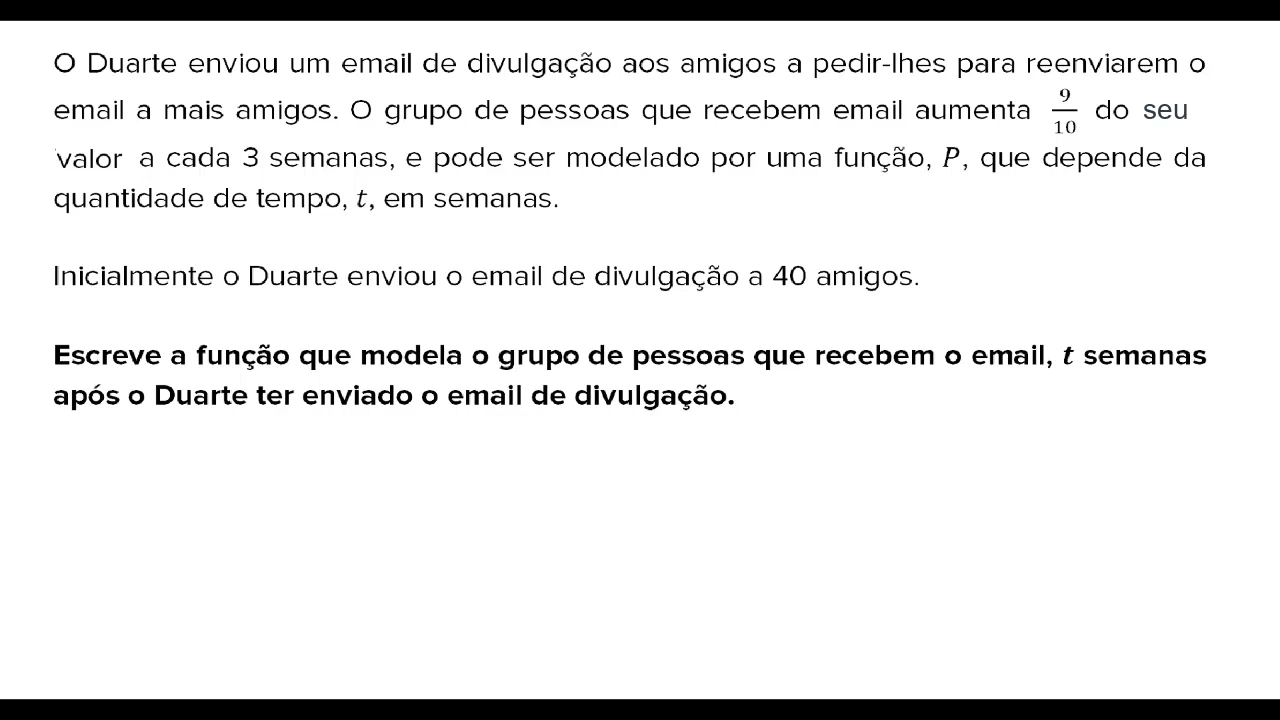 O Duarte enviou um email de divulgação aos amigos a pedir-lhes para reenviarem o
email a mais amigos. O grupo de pessoas que recebem email aumenta 9/10 do seu
valor a cada 3 semanas, e pode ser modelado por uma função, P, que depende da
quantidade de tempo, t, em semanas.
Inicialmente o Duarte enviou o email de divulgação a 40 amigos.
Escreve a função que modela o grupo de pessoas que recebem o email, t semanas
após o Duarte ter enviado o email de divulgação.